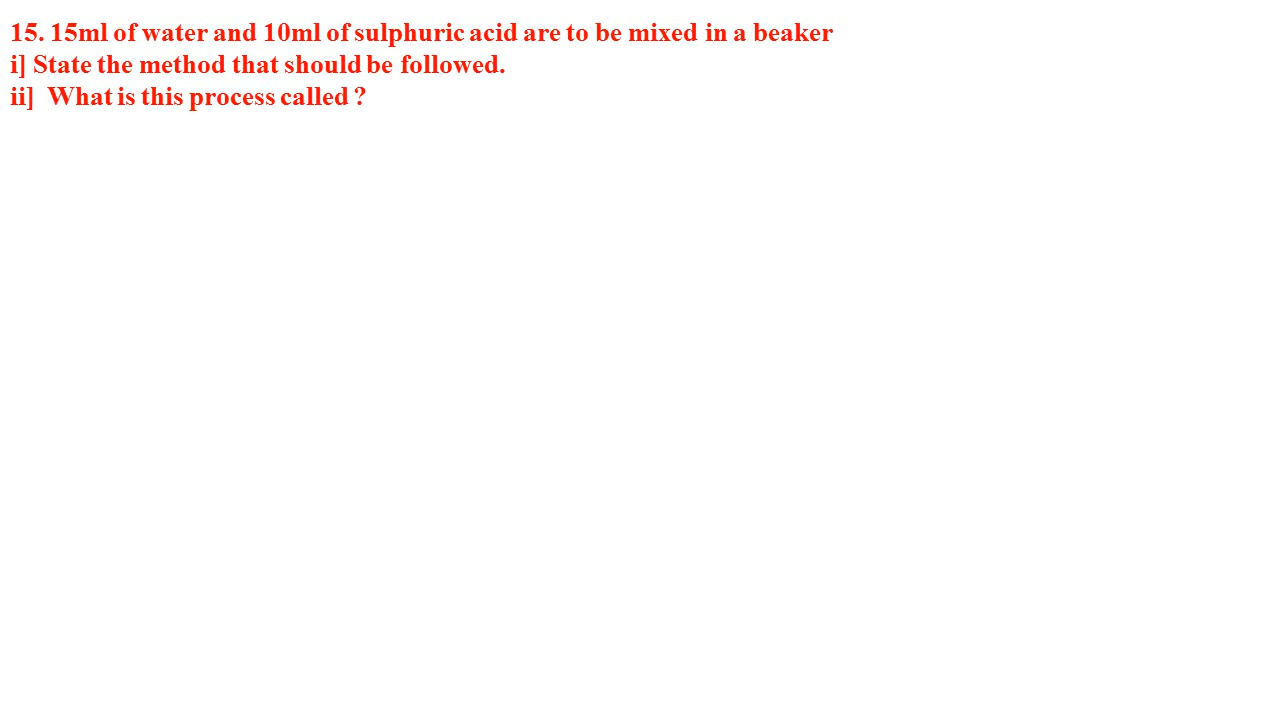 15. 15ml of water and 10ml of sulphuric acid are to be mixed in a beaker
i] State the method that should be followed.
ii]  What is this process called ?